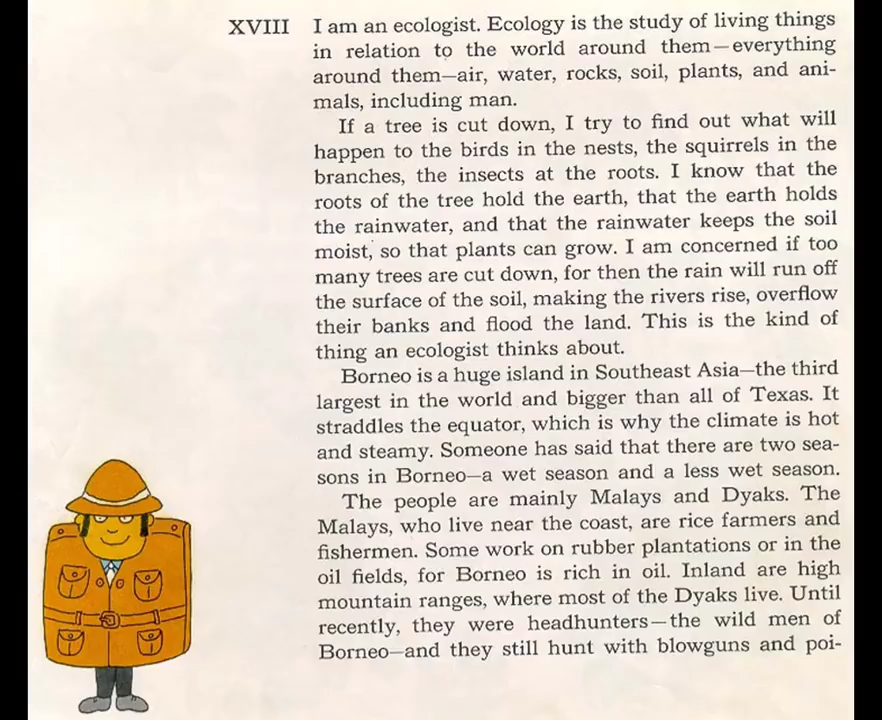 XVIII I am an ecologist. Ecology is the study of living things
in relation to the world around them—everything
around them—air, water, rocks, soil, plants, and ani-
mals, including man.
If a tree is cut down, I try to find out what will
happen to the birds in the nests, the squirrels in the
branches, the insects at the roots. I know that the
roots of the tree hold the earth, that the earth holds
the rainwater, and that the rainwater keeps the soil
moist, so that plants can grow. I am concerned if too
many trees are cut down, for then the rain will run off
the surface of the soil, making the rivers rise, overflow
their banks and flood the land. This is the kind of
thing an ecologist thinks about.
Borneo is a huge island in Southeast Asia—the third
largest in the world and bigger than all of Texas. It
straddles the equator, which is why the climate is hot
and steamy. Someone has said that there are two sea-
sons in Borneo—a wet season and a less wet season.
The people are mainly Malays and Dyaks. The
Malays, who live near the coast, are rice farmers and
fishermen. Some work on rubber plantations or in the
oil fields, for Borneo is rich in oil. Inland are high
mountain ranges, where most of the Dyaks live. Until
recently, they were headhunters—the wild men of
Borneo—and they still hunt with blowguns and poi-